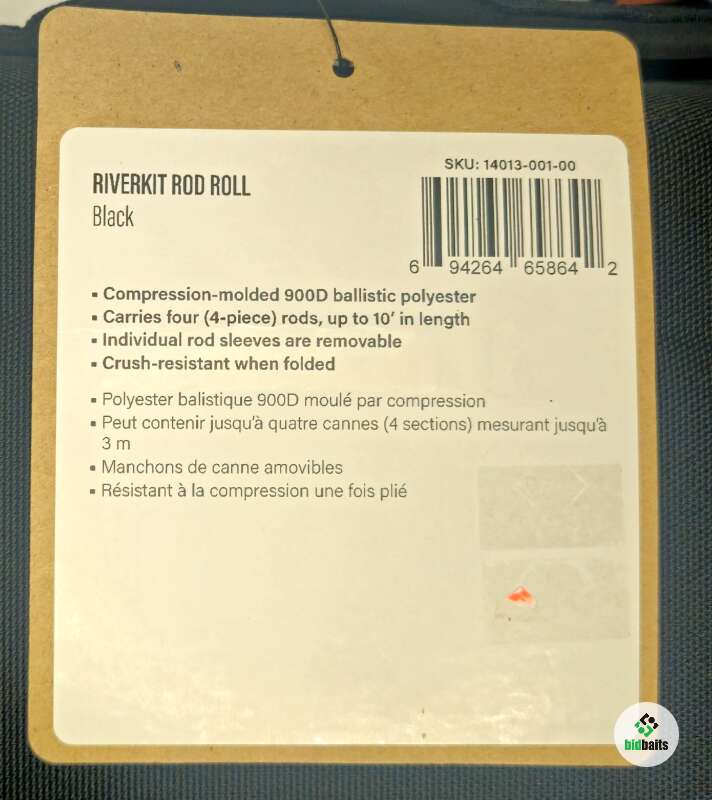 RIVERKIT ROD ROLL
Black
SKU: 14013-001-00
6 94264 65864 2
▪ Compression-molded 900D ballistic polyester
▪ Carries four (4-piece) rods, up to 10' in length
▪ Individual rod sleeves are removable
▪ Crush-resistant when folded
▪ Polyester balistique 900D moulé par compression
▪ Peut contenir jusqu'à quatre cannes (4 sections) mesurant jusqu'à
3 m
▪ Manchons de canne amovibles
▪ Résistant à la compression une fois plié
bidbaits